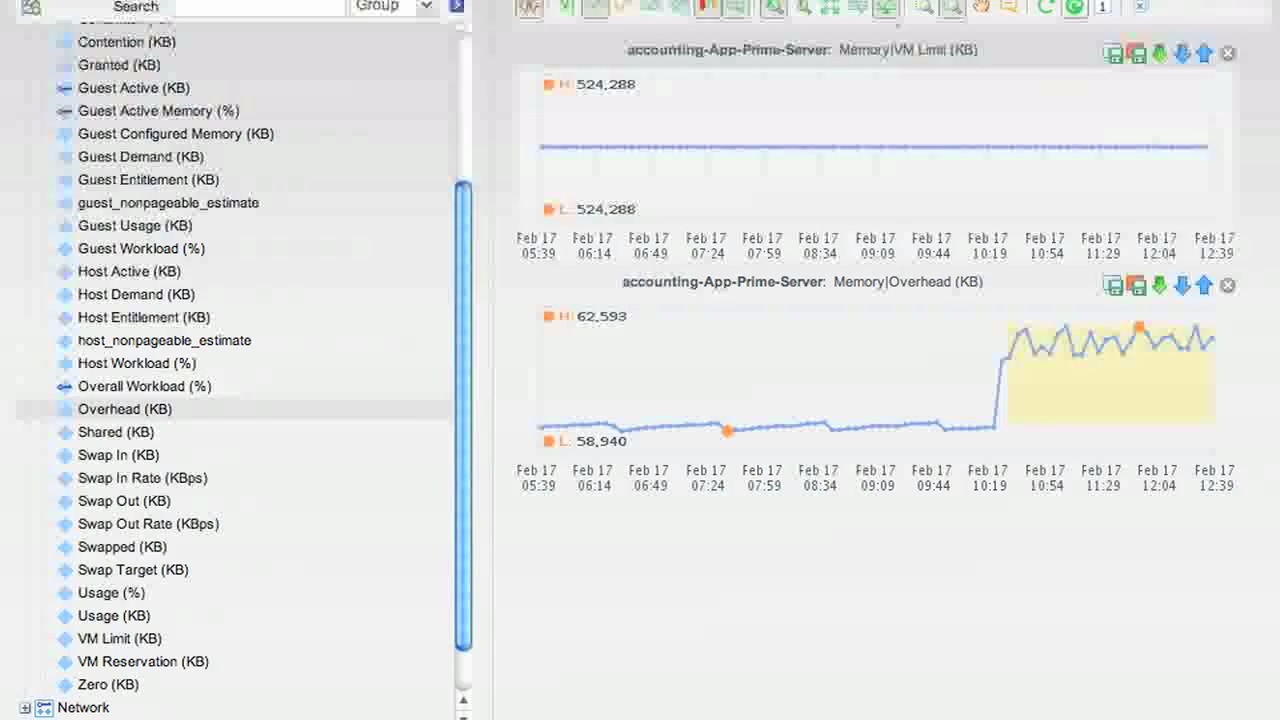 Search
Group
Contention (KB)
Granted (KB)
Guest Active (KB)
Guest Active Memory (%)
Guest Configured Memory (KB)
Guest Demand (KB)
Guest Entitlement (KB)
guest_nonpageable_estimate
Guest Usage (KB)
Guest Workload (%)
Host Active (KB)
Host Demand (KB)
Host Entitlement (KB)
host_nonpageable_estimate
Host Workload (%)
Overall Workload (%)
Overhead (KB)
Shared (KB)
Swap In (KB)
Swap In Rate (KBps)
Swap Out (KB)
Swap Out Rate (KBps)
Swapped (KB)
Swap Target (KB)
Usage (%)
Usage (KB)
VM Limit (KB)
VM Reservation (KB)
Zero (KB)
Network
1
accounting-App-Prime-Server: Memory|VM Limit (KB)
H: 524,288
L: 524,288
Feb 17 Feb 17 Feb 17 Feb 17 Feb 17 Feb 17 Feb 17 Feb 17 Feb 17 Feb 17 Feb 17 Feb 17 Feb 17
05:39 06:14 06:49 07:24 07:59 08:34 09:09 09:44 10:19 10:54 11:29 12:04 12:39
accounting-App-Prime-Server: Memory|Overhead (KB)
H: 62,593
L: 58,940
Feb 17 Feb 17 Feb 17 Feb 17 Feb 17 Feb 17 Feb 17 Feb 17 Feb 17 Feb 17 Feb 17 Feb 17 Feb 17
05:39 06:14 06:49 07:24 07:59 08:34 09:09 09:44 10:19 10:54 11:29 12:04 12:39